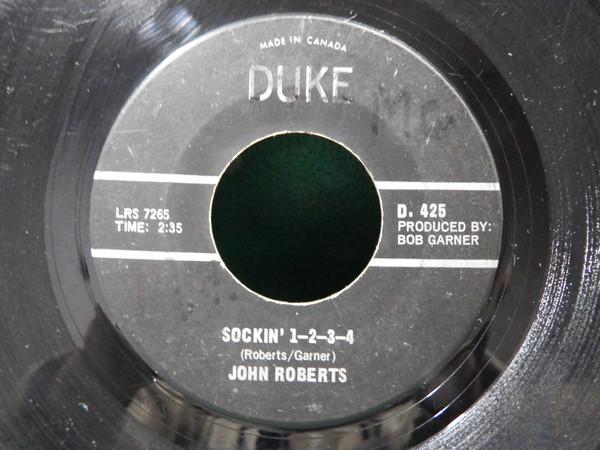 MADE IN CANADA
DUKE
LRS 7265
TIME: 2:35
D. 425
PRODUCED BY:
BOB GARNER
SOCKIN' 1–2–3–4
(Roberts/Garner)
JOHN ROBERTS